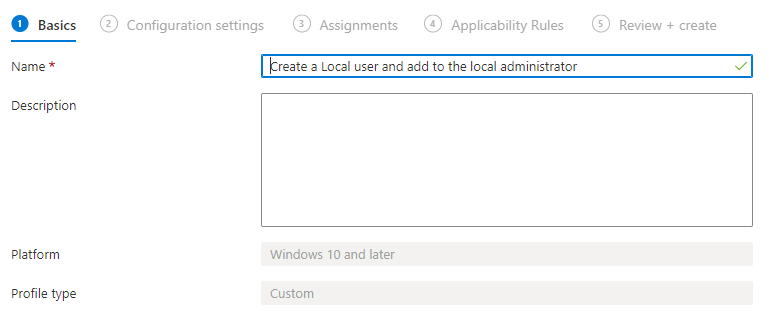 1 Basics 2 Configuration settings 3 Assignments 4 Applicability Rules 5 Review + create
Name * Create a Local user and add to the local administrator
Description
Platform Windows 10 and later
Profile type Custom